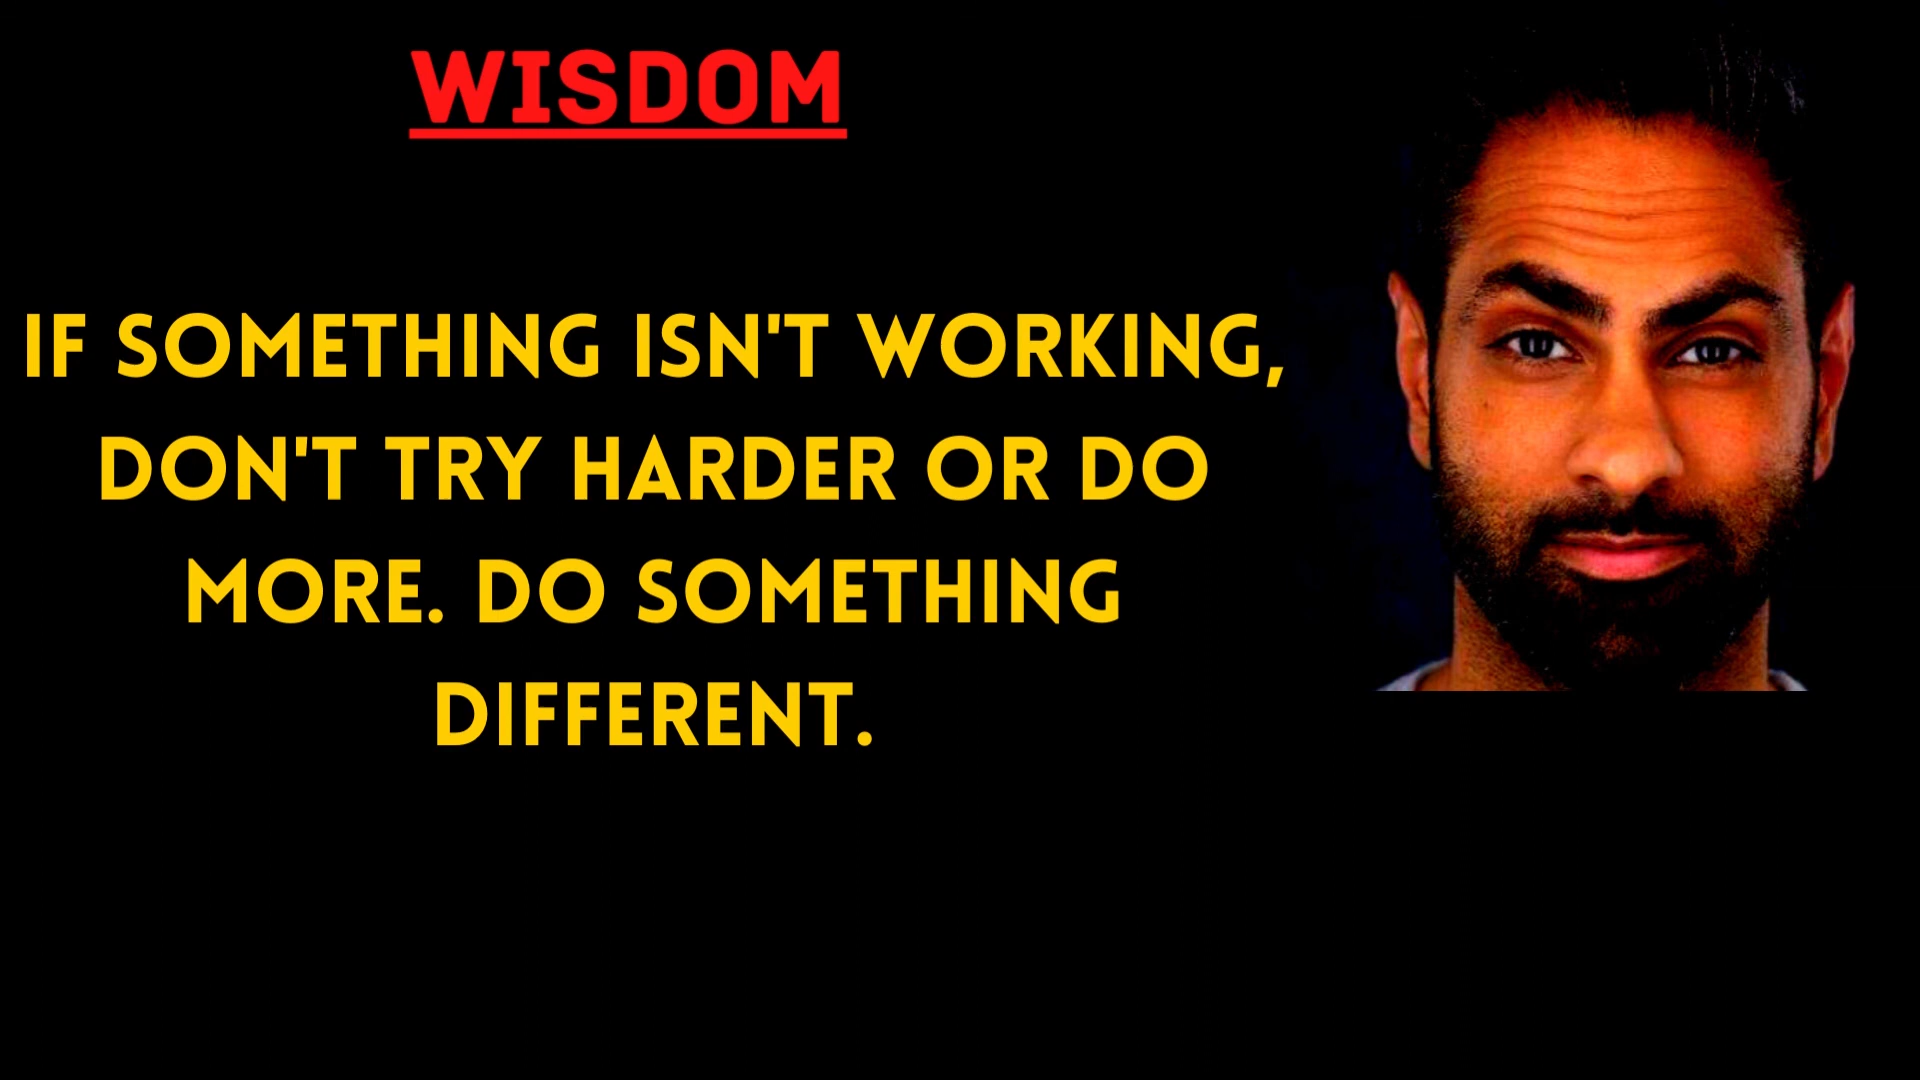 WISDOM
IF SOMETHING ISN'T WORKING,
DON'T TRY HARDER OR DO
MORE. DO SOMETHING
DIFFERENT.